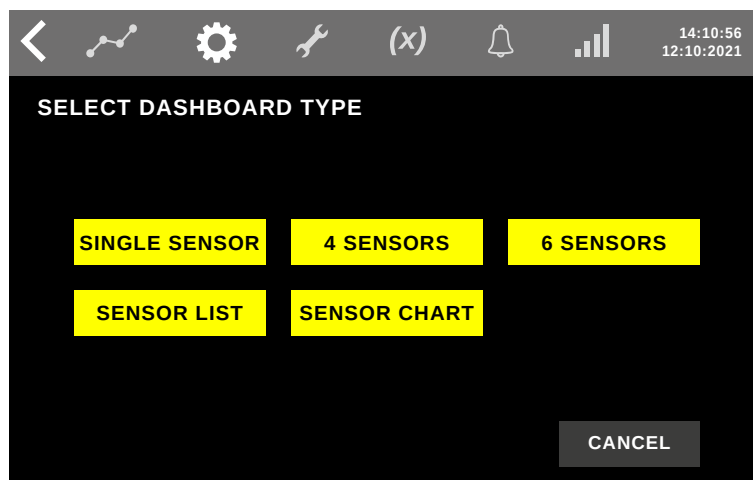 (x)
14:10:56
12:10:2021
SELECT DASHBOARD TYPE
SINGLE SENSOR
4 SENSORS
6 SENSORS
SENSOR LIST
SENSOR CHART
CANCEL